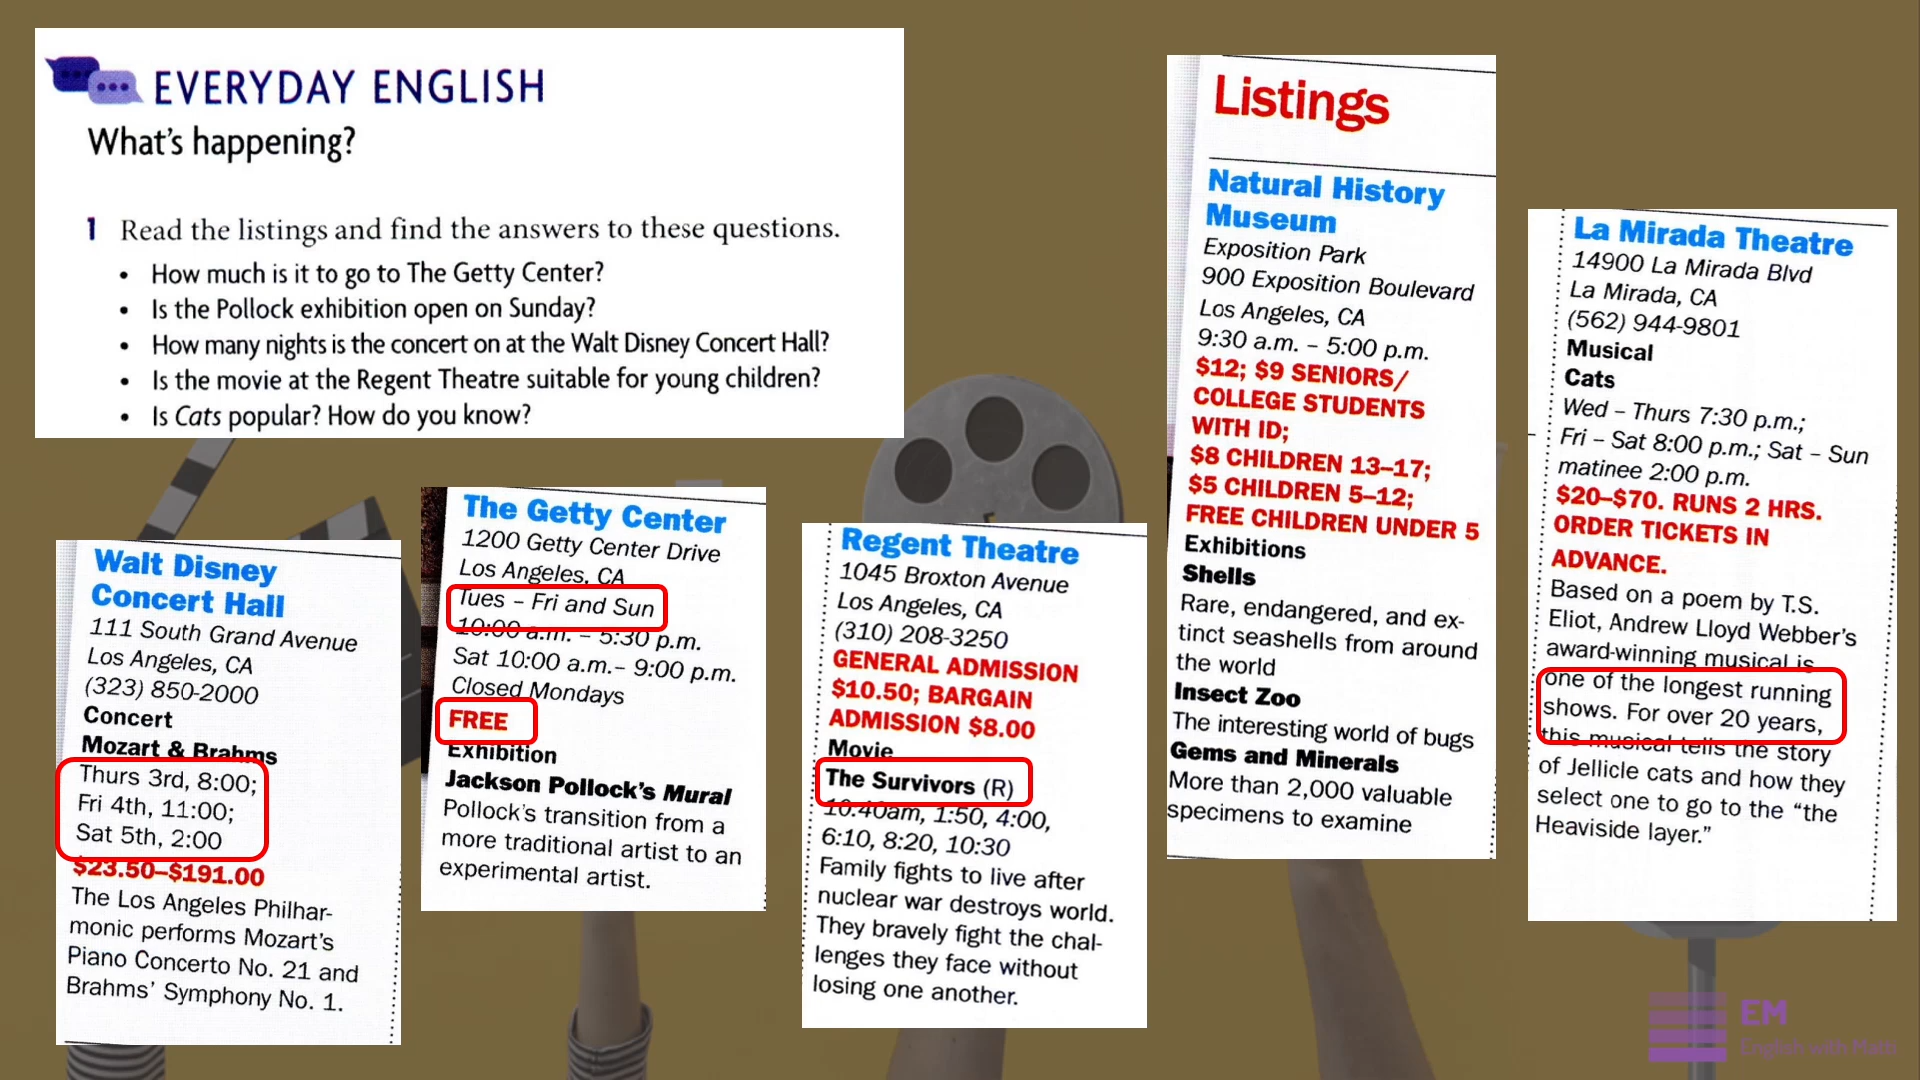 EVERYDAY ENGLISH
What's happening?
1 Read the listings and find the answers to these questions.
• How much is it to go to The Getty Center?
• Is the Pollock exhibition open on Sunday?
• How many nights is the concert on at the Walt Disney Concert Hall?
• Is the movie at the Regent Theatre suitable for young children?
• Is Cats popular? How do you know?
Walt Disney
Concert Hall
111 South Grand Avenue
Los Angeles, CA
(323) 850-2000
Concert
Mozart & Brahms
Thurs 3rd, 8:00;
Fri 4th, 11:00;
Sat 5th, 2:00
$23.50–$191.00
The Los Angeles Philhar-
monic performs Mozart's
Piano Concerto No. 21 and
Brahms' Symphony No. 1.
The Getty Center
1200 Getty Center Drive
Los Angeles, CA
Tues – Fri and Sun
10:00 a.m. – 5:30 p.m.
Sat 10:00 a.m.– 9:00 p.m.
Closed Mondays
FREE
Exhibition
Jackson Pollock's Mural
Pollock's transition from a
more traditional artist to an
experimental artist.
Regent Theatre
1045 Broxton Avenue
Los Angeles, CA
(310) 208-3250
GENERAL ADMISSION
$10.50; BARGAIN
ADMISSION $8.00
Movie
The Survivors (R)
10:40am, 1:50, 4:00,
6:10, 8:20, 10:30
Family fights to live after
nuclear war destroys world.
They bravely fight the chal-
lenges they face without
losing one another.
Listings
Natural History
Museum
Exposition Park
900 Exposition Boulevard
Los Angeles, CA
9:30 a.m. – 5:00 p.m.
$12; $9 SENIORS/
COLLEGE STUDENTS
WITH ID;
$8 CHILDREN 13–17;
$5 CHILDREN 5–12;
FREE CHILDREN UNDER 5
Exhibitions
Shells
Rare, endangered, and ex-
tinct seashells from around
the world
Insect Zoo
The interesting world of bugs
Gems and Minerals
More than 2,000 valuable
specimens to examine
La Mirada Theatre
14900 La Mirada Blvd
La Mirada, CA
(562) 944-9801
Musical
Cats
Wed – Thurs 7:30 p.m.;
Fri – Sat 8:00 p.m.; Sat – Sun
matinee 2:00 p.m.
$20–$70. RUNS 2 HRS.
ORDER TICKETS IN
ADVANCE.
Based on a poem by T.S.
Eliot, Andrew Lloyd Webber's
award-winning musical is
one of the longest running
shows. For over 20 years,
this musical tells the story
of Jellicle cats and how they
select one to go to the "the
Heaviside layer."
EM
English with Math